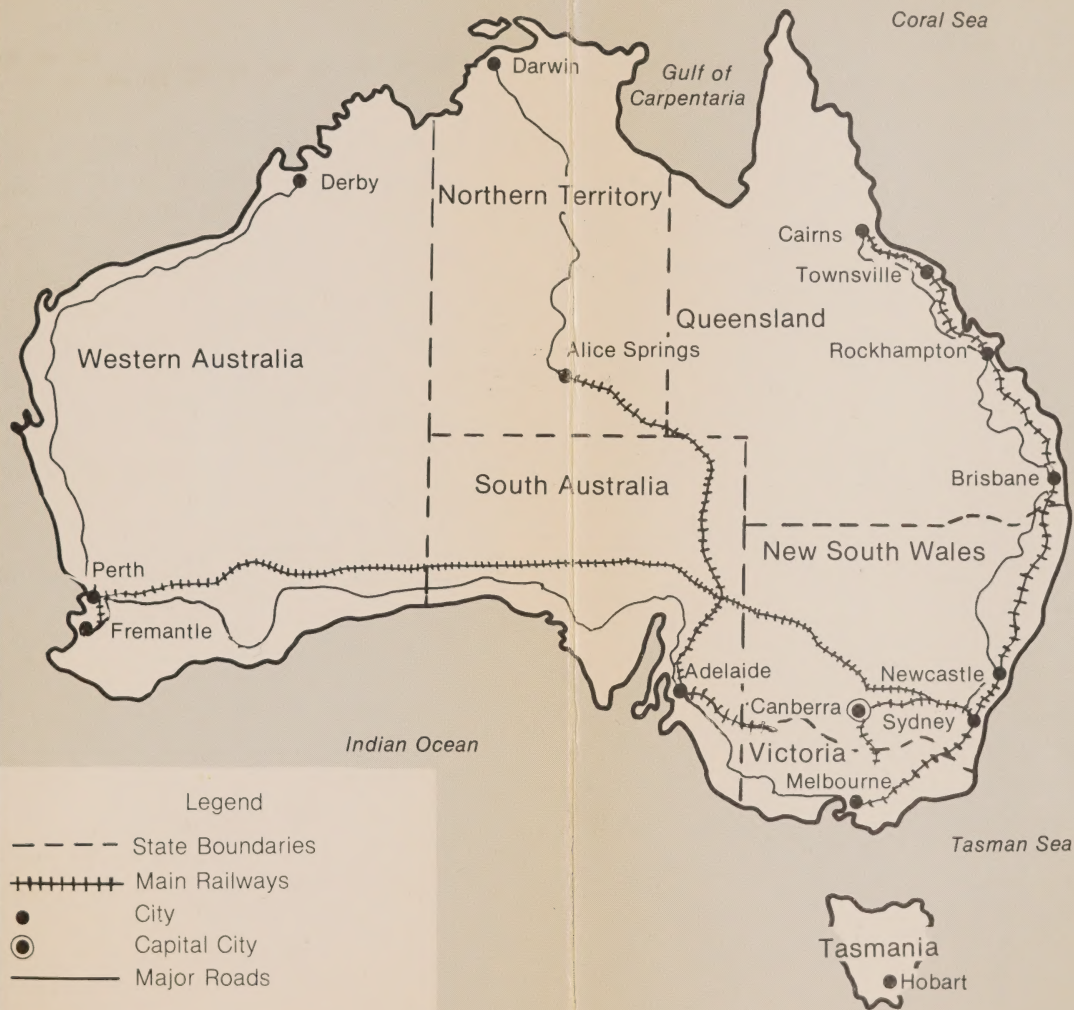 Coral Sea
Darwin
Gulf of
Carpentaria
Derby
Northern Territory
Cairns
Townsville
Queensland
Western Australia
Alice Springs
Rockhampton
South Australia
Brisbane
New South Wales
Perth
Fremantle
Adelaide
Newcastle
Canberra
Sydney
Indian Ocean
Victoria
Melbourne
Legend
State Boundaries
Main Railways
City
Capital City
Major Roads
Tasman Sea
Tasmania
Hobart